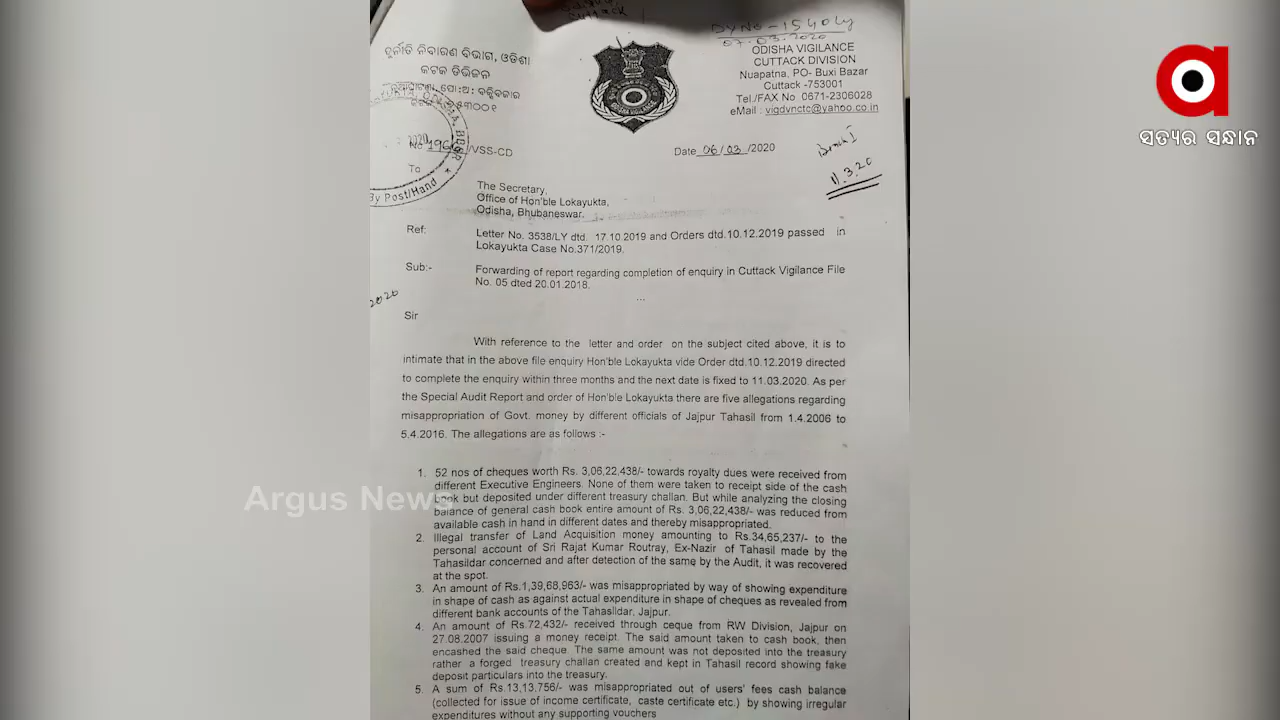 DyNo-1540Ly
07.03.2020
ଦୁର୍ନୀତି ନିବାରଣ ବିଭାଗ, ଓଡିଶା
କଟକ ଡିଭିଜନ
ପୋ:ଅ: ବକ୍ସିବଜାର
ODISHA VIGILANCE
ODISHA VIGILANCE
CUTTACK DIVISION
Nuapatna, PO- Buxi Bazar
Cuttack -753001
Tel./FAX No 0671-2306028
eMail : vigdvnctc@yahoo.co.in
ସତ୍ୟର ସନ୍ଧାନ
2020
No /VSS-CD
Date 06/03 /2020
Branch I
11.3.20
By Post/Hand
To
The Secretary,
Office of Hon'ble Lokayukta,
Odisha, Bhubaneswar.
Ref: Letter No. 3538/LY dtd. 17.10.2019 and Orders dtd.10.12.2019 passed in
Lokayukta Case No.371/2019.
Sub:- Forwarding of report regarding completion of enquiry in Cuttack Vigilance File
No. 05 dted 20.01.2018.
...
2020
Sir
With reference to the letter and order on the subject cited above, it is to
intimate that in the above file enquiry Hon'ble Lokayukta vide Order dtd.10.12.2019 directed
to complete the enquiry within three months and the next date is fixed to 11.03.2020. As per
the Special Audit Report and order of Hon'ble Lokayukta there are five allegations regarding
misappropriation of Govt. money by different officials of Jajpur Tahasil from 1.4.2006 to
5.4.2016. The allegations are as follows :-
1. 52 nos of cheques worth Rs. 3,06,22,438/- towards royalty dues were received from
different Executive Engineers. None of them were taken to receipt side of the cash
book but deposited under different treasury challan. But while analyzing the closing
balance of general cash book entire amount of Rs. 3,06,22,438/- was reduced from
available cash in hand in different dates and thereby misappropriated.
2. Illegal transfer of Land Acquisition money amounting to Rs.34,65,237/- to the
personal account of Sri Rajat Kumar Routray, Ex-Nazir of Tahasil made by the
Tahasildar concerned and after detection of the same by the Audit, it was recovered
at the spot.
3. An amount of Rs.1,39,68,963/- was misappropriated by way of showing expenditure
in shape of cash as against actual expenditure in shape of cheques as revealed from
different bank accounts of the Tahasildar, Jajpur.
4. An amount of Rs.72,432/- received through ceque from RW Division, Jajpur on
27.08.2007 issuing a money receipt. The said amount taken to cash book, then
encashed the said cheque. The same amount was not deposited into the treasury
rather a forged treasury challan created and kept in Tahasil record showing fake
deposit particulars into the treasury.
5. A sum of Rs.13,13,756/- was misappropriated out of users' fees cash balance
(collected for issue of income certificate, caste certificate etc.) by showing irregular
expenditures without any supporting vouchers
Argus News